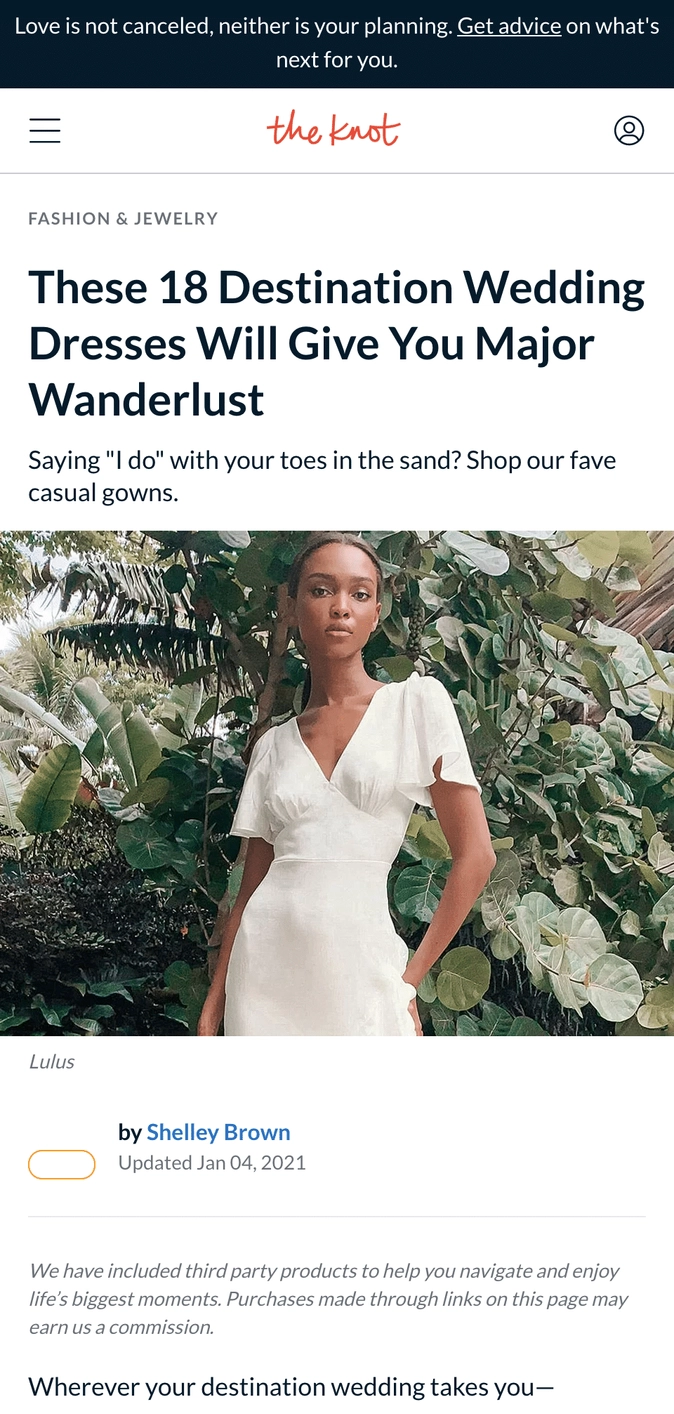 Love is not canceled, neither is your planning. Get advice on what's
next for you.
the knot
FASHION & JEWELRY
These 18 Destination Wedding
Dresses Will Give You Major
Wanderlust
Saying "I do" with your toes in the sand? Shop our fave
casual gowns.
Lulus
by Shelley Brown
Updated Jan 04, 2021
We have included third party products to help you navigate and enjoy
life’s biggest moments. Purchases made through links on this page may
earn us a commission.
Wherever your destination wedding takes you—